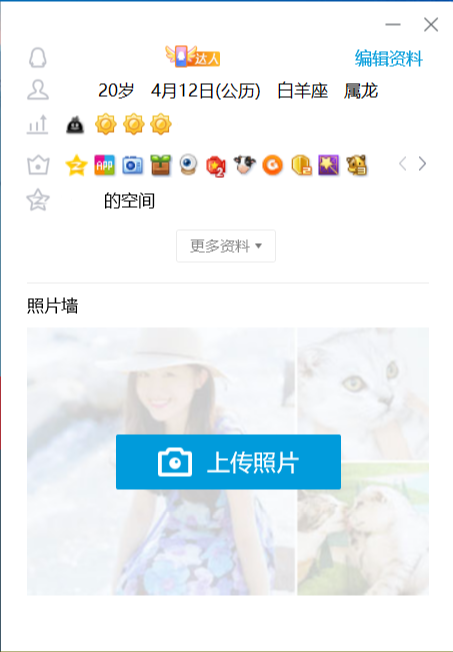 达人 编辑资料
20岁 4月12日(公历) 白羊座 属龙
APP 2
的空间
更多资料
照片墙
上传照片